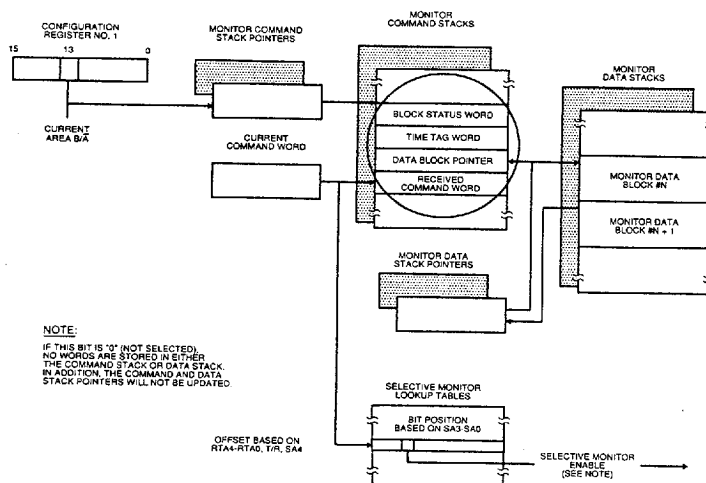 CONFIGURATION
REGISTER NO. 1
15 13 0
CURRENT
AREA B/A̅
MONITOR COMMAND
STACK POINTERS
CURRENT
COMMAND WORD
MONITOR
COMMAND STACKS
BLOCK STATUS WORD
TIME TAG WORD
DATA BLOCK POINTER
RECEIVED
COMMAND WORD
MONITOR
DATA STACKS
MONITOR DATA
BLOCK #N
MONITOR DATA
BLOCK #N + 1
MONITOR DATA
STACK POINTERS
NOTE:
IF THIS BIT IS "0" (NOT SELECTED),
NO WORDS ARE STORED IN EITHER
THE COMMAND STACK OR DATA STACK.
IN ADDITION, THE COMMAND AND DATA
STACK POINTERS WILL NOT BE UPDATED.
SELECTIVE MONITOR
LOOKUP TABLES
BIT POSITION
BASED ON SA3-SA0
OFFSET BASED ON
RTA4-RTA0, T/R, SA4
SELECTIVE MONITOR
ENABLE
(SEE NOTE)